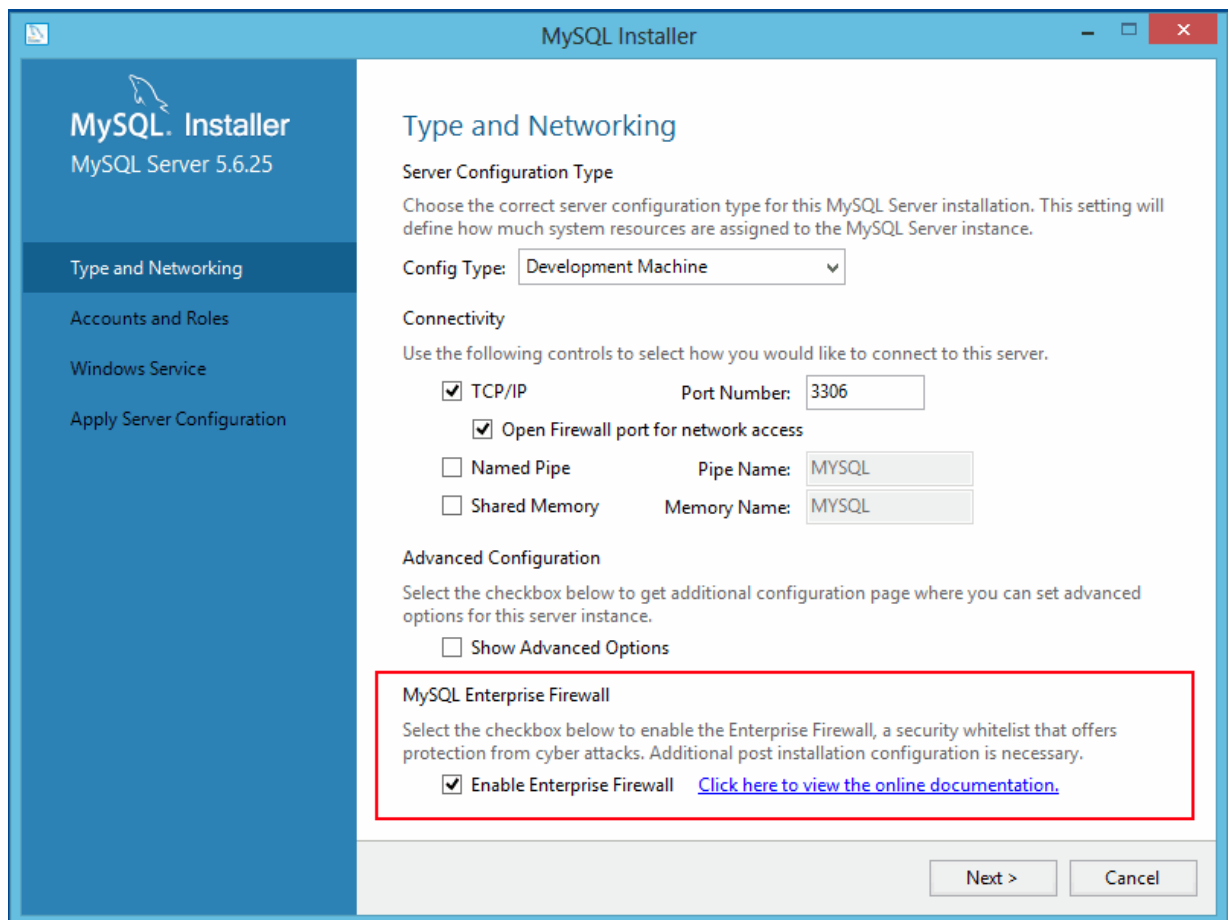 MySQL Installer
MySQL. Installer
MySQL Server 5.6.25
Type and Networking
Accounts and Roles
Windows Service
Apply Server Configuration
Type and Networking
Server Configuration Type
Choose the correct server configuration type for this MySQL Server installation. This setting will
define how much system resources are assigned to the MySQL Server instance.
Config Type: Development Machine
Connectivity
Use the following controls to select how you would like to connect to this server.
TCP/IP Port Number: 3306
Open Firewall port for network access
Named Pipe Pipe Name: MYSQL
Shared Memory Memory Name: MYSQL
Advanced Configuration
Select the checkbox below to get additional configuration page where you can set advanced
options for this server instance.
Show Advanced Options
MySQL Enterprise Firewall
Select the checkbox below to enable the Enterprise Firewall, a security whitelist that offers
protection from cyber attacks. Additional post installation configuration is necessary.
Enable Enterprise Firewall Click here to view the online documentation.
Next > Cancel